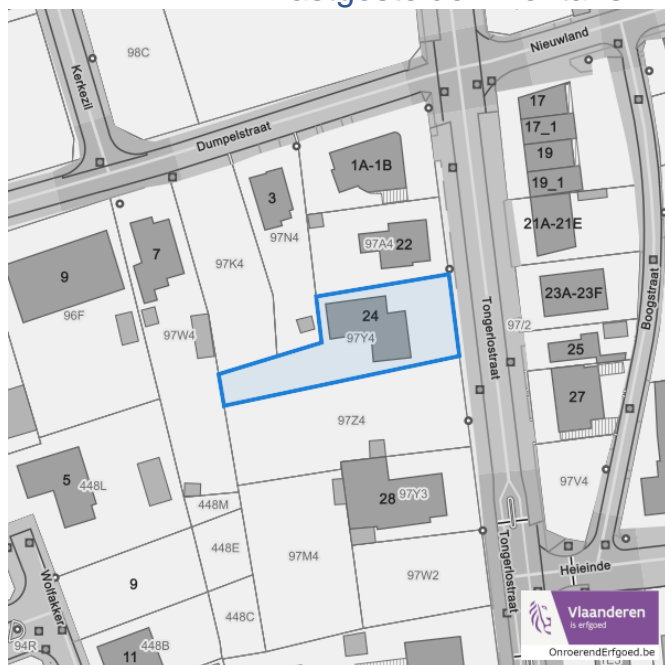 98C
Nieuwland
Kerkezil
Dumpelstraat
17
17_1
1A-1B
19
3
19_1
97N4
21A-21E
22
97A4
7
97K4
9
23A-23F
96F
24
97/2
Tongerlostraat
Boogstraat
97W4
97Y4
25
27
97Z4
5
448L
97V4
28
97Y3
448M
448E
97M4
Heieinde
9
97W2
Tongerlostraat
Wolfakker
448C
94R
448B
11
Vlaanderen
is erfgoed
OnroerendErfgoed.be